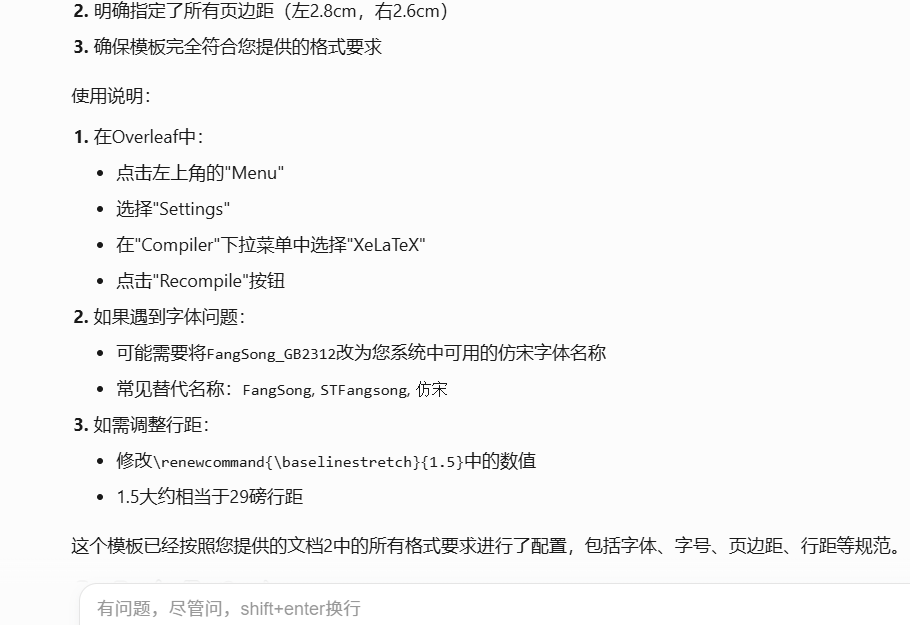 2. 明确指定了所有页边距（左2.8cm，右2.6cm）
3. 确保模板完全符合您提供的格式要求
使用说明：
1. 在Overleaf中：
• 点击左上角的"Menu"
• 选择"Settings"
• 在"Compiler"下拉菜单中选择"XeLaTeX"
• 点击"Recompile"按钮
2. 如果遇到字体问题：
• 可能需要将FangSong_GB2312改为您系统中可用的仿宋字体名称
• 常见替代名称：FangSong, STFangsong, 仿宋
3. 如需调整行距：
• 修改\renewcommand{\baselinestretch}{1.5}中的数值
• 1.5大约相当于29磅行距
这个模板已经按照您提供的文档2中的所有格式要求进行了配置，包括字体、字号、页边距、行距等规范。
有问题，尽管问，shift+enter换行